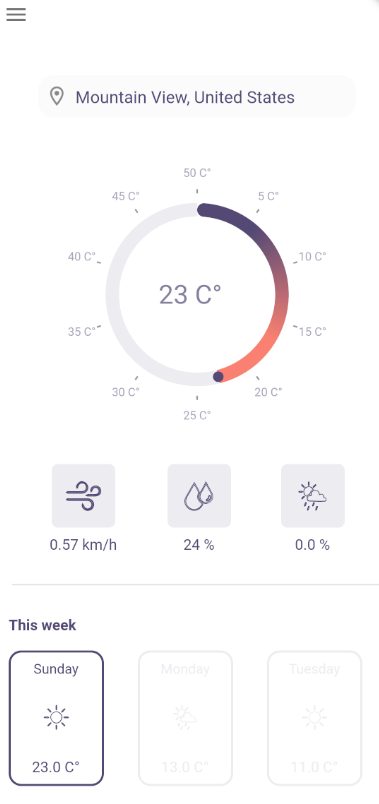 Mountain View, United States
50 C°
45 C°
5 C°
40 C°
10 C°
23 C°
35 C°
15 C°
30 C°
20 C°
25 C°
0.57 km/h
24 %
0.0 %
This week
Sunday
Monday
Tuesday
23.0 C°
13.0 C°
11.0 C°